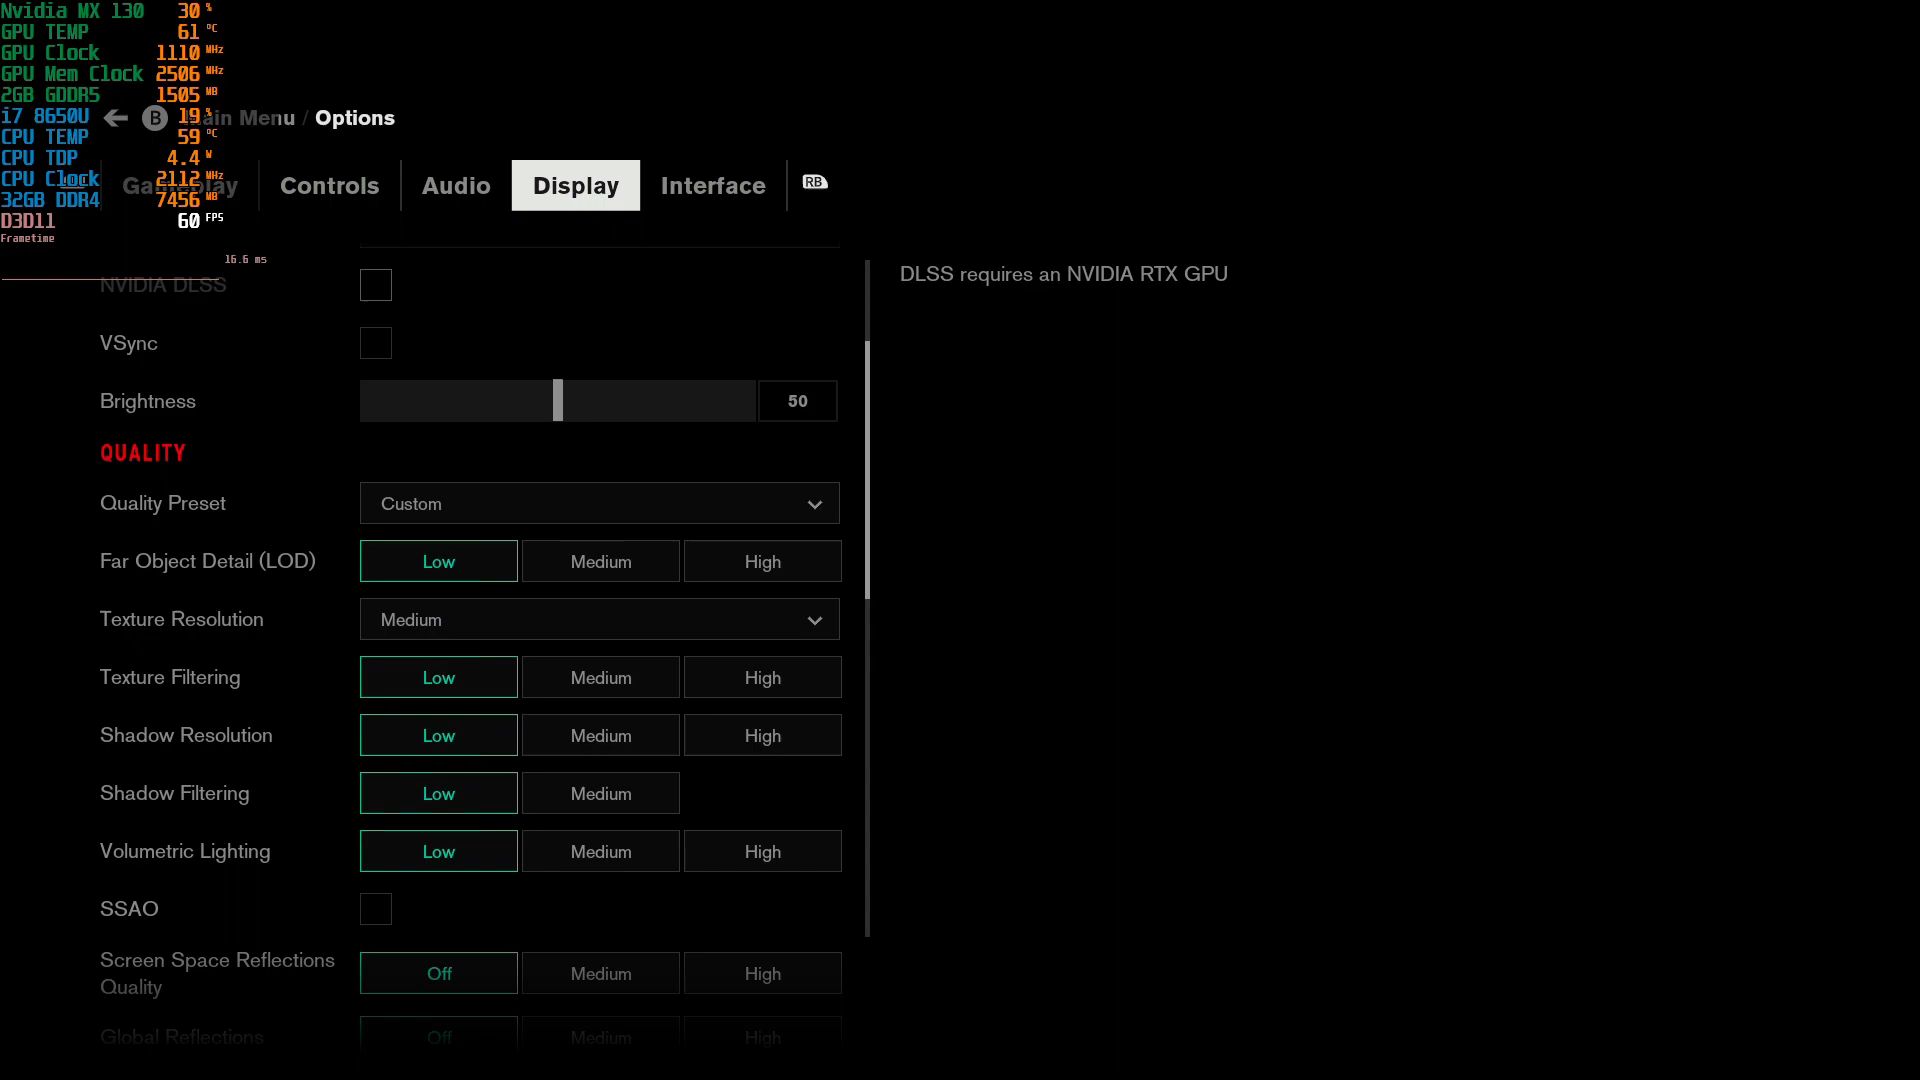 Nvidia MX 130 30 %
GPU TEMP 61 °C
GPU Clock 1110 MHz
GPU Mem Clock 2506 MHz
2GB GDDR5 1505 MB
i7 8650U 19 %
CPU TEMP 59 °C
CPU TDP 4.4 W
CPU Clock 2112 MHz
32GB DDR4 7456 MB
D3D11 60 FPS
Frametime
16.6 ms
B Main Menu / Options
Gameplay Controls Audio Display Interface RB
NVIDIA DLSS
DLSS requires an NVIDIA RTX GPU
VSync
Brightness 50
QUALITY
Quality Preset Custom
Far Object Detail (LOD) Low Medium High
Texture Resolution Medium
Texture Filtering Low Medium High
Shadow Resolution Low Medium High
Shadow Filtering Low Medium
Volumetric Lighting Low Medium High
SSAO
Screen Space Reflections Quality Off Medium High
Global Reflections Off Medium High